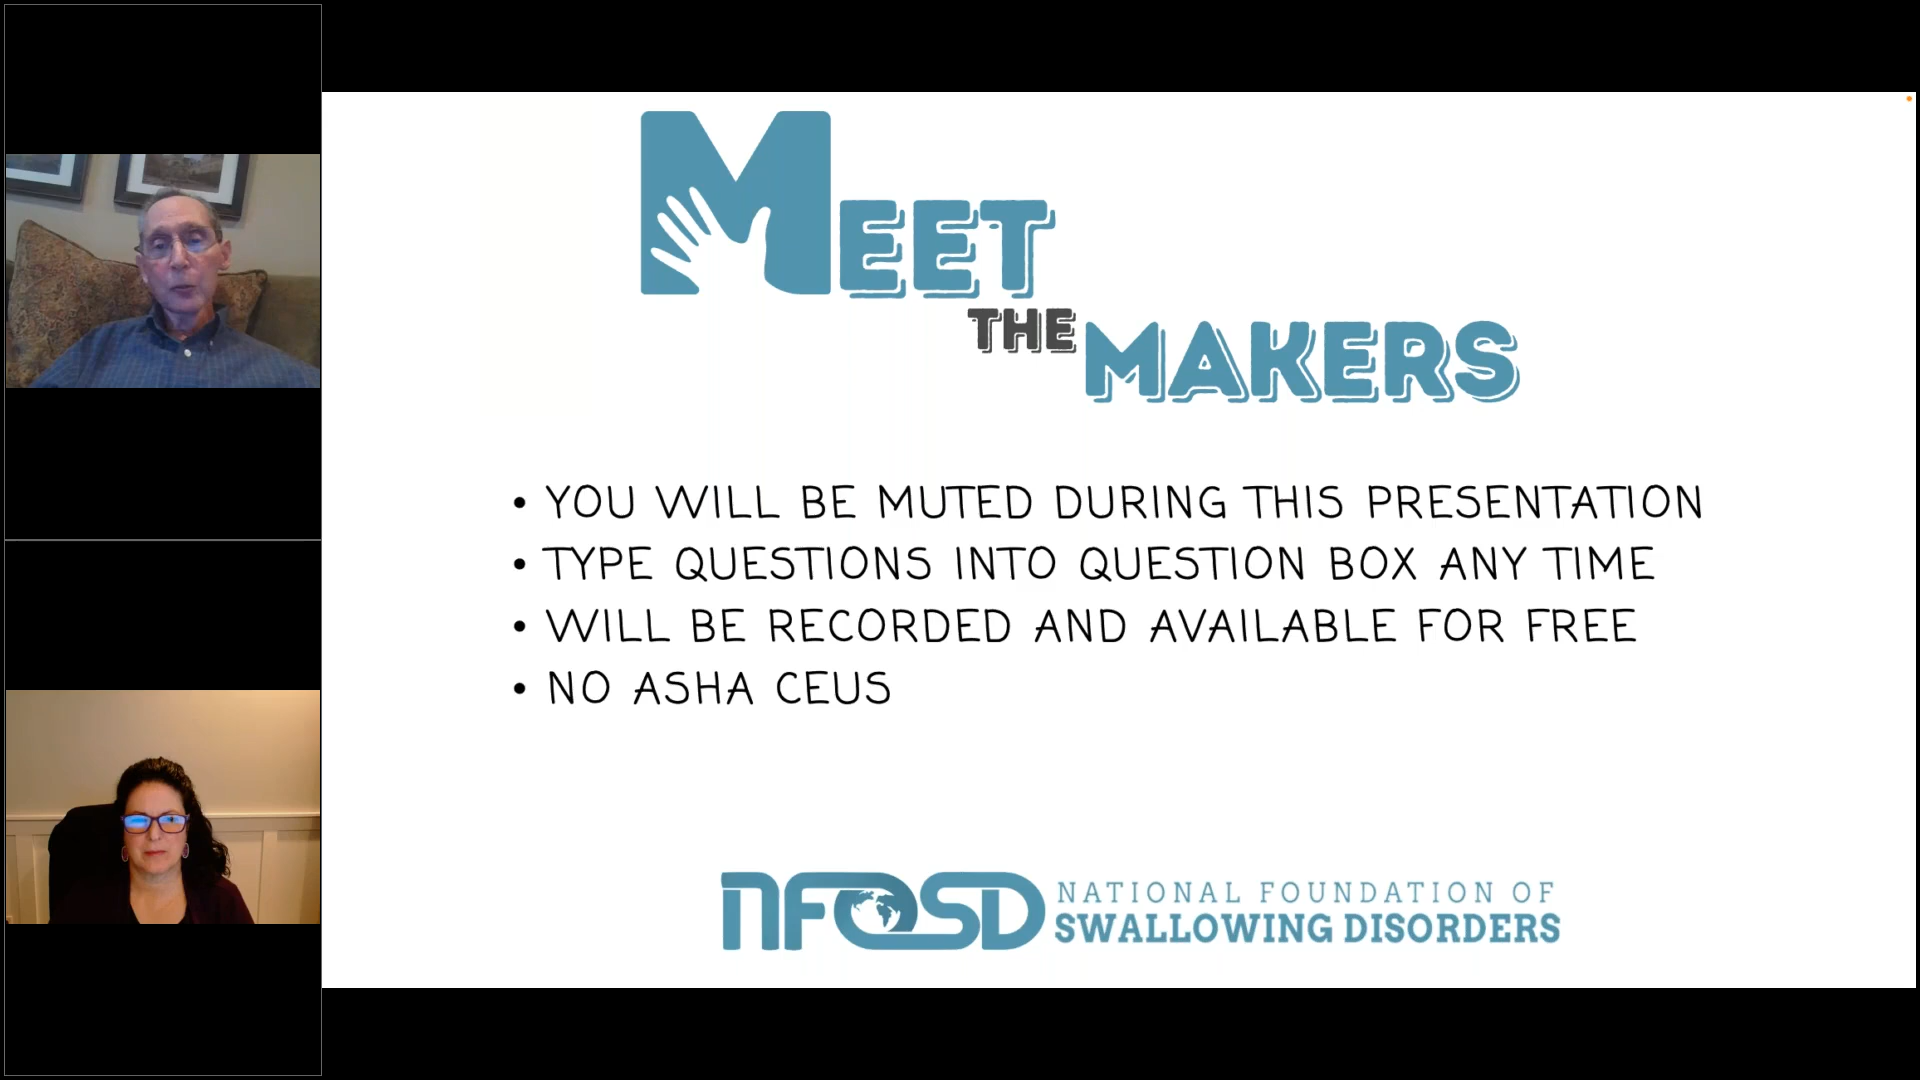 MEET
THE MAKERS
• YOU WILL BE MUTED DURING THIS PRESENTATION
• TYPE QUESTIONS INTO QUESTION BOX ANY TIME
• WILL BE RECORDED AND AVAILABLE FOR FREE
• NO ASHA CEUS
NFOSD NATIONAL FOUNDATION OF
SWALLOWING DISORDERS